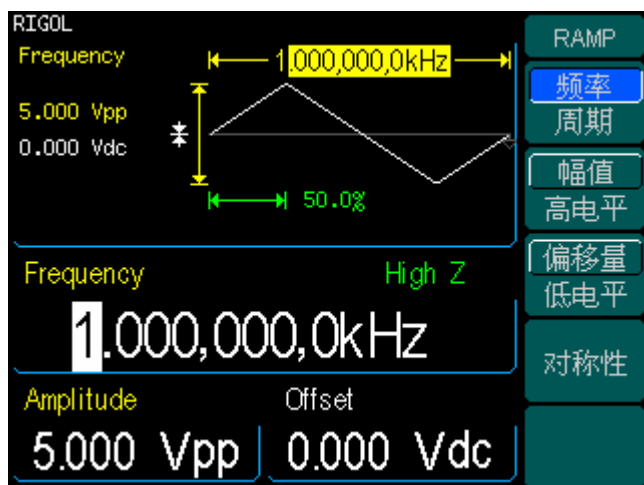 RIGOL
Frequency
1.000,000,0kHz
5.000 Vpp
0.000 Vdc
50.0%
Frequency
High Z
1.000,000,0kHz
Amplitude
Offset
5.000 Vpp
0.000 Vdc
RAMP
频率
周期
幅值
高电平
偏移量
低电平
对称性